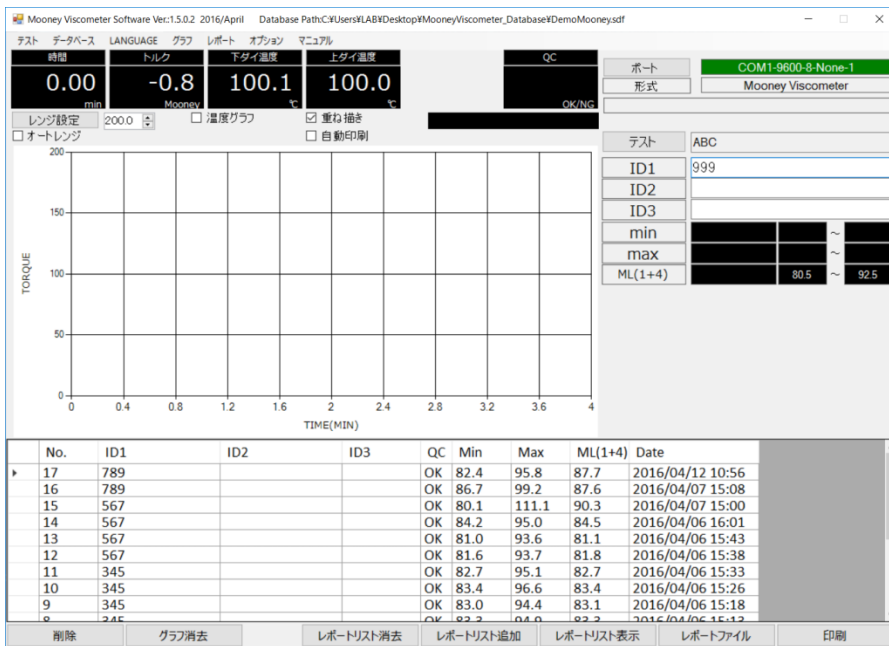 Mooney Viscometer Software Ver.:1.5.0.2 2016/April Database Path:C:¥Users¥LAB¥Desktop¥MooneyViscometer_Database¥DemoMooney.sdf
テスト データベース LANGUAGE グラフ レポート オプション マニュアル
時間 トルク 下ダイ温度 上ダイ温度 QC
0.00 -0.8 100.1 100.0
min Mooney ℃ ℃ OK/NG
ポート COM1-9600-8-None-1
形式 Mooney Viscometer
レンジ設定 200.0 温度グラフ 重ね描き
オートレンジ 自動印刷
テスト ABC
ID1 999
ID2
ID3
min ～
max ～
ML(1+4) 80.5 ～ 92.5
TORQUE
200
150
100
50
0
0 0.4 0.8 1.2 1.6 2 2.4 2.8 3.2 3.6 4
TIME(MIN)
No. ID1 ID2 ID3 QC Min Max ML(1+4) Date
17 789 OK 82.4 95.8 87.7 2016/04/12 10:56
16 789 OK 86.7 99.2 87.6 2016/04/07 15:08
15 567 OK 80.1 111.1 90.3 2016/04/07 15:00
14 567 OK 84.2 95.0 84.5 2016/04/06 16:01
13 567 OK 81.0 93.6 81.1 2016/04/06 15:43
12 567 OK 81.6 93.7 81.8 2016/04/06 15:38
11 345 OK 82.7 95.1 82.7 2016/04/06 15:33
10 345 OK 83.4 96.6 83.4 2016/04/06 15:26
9 345 OK 83.0 94.4 83.1 2016/04/06 15:18
削除 グラフ消去 レポートリスト消去 レポートリスト追加 レポートリスト表示 レポートファイル 印刷